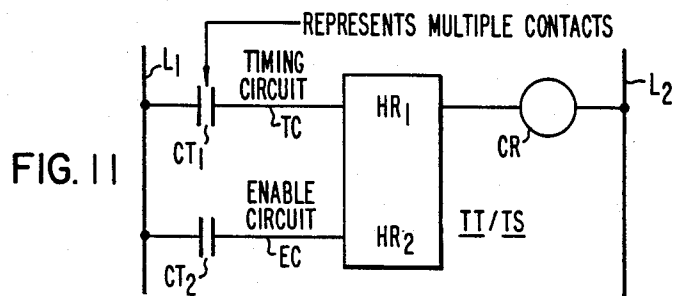 REPRESENTS MULTIPLE CONTACTS
L1
TIMING
CIRCUIT
TC
CT1
HR1
CR
L2
FIG. 11
ENABLE
CIRCUIT
EC
CT2
HR2
TT/TS